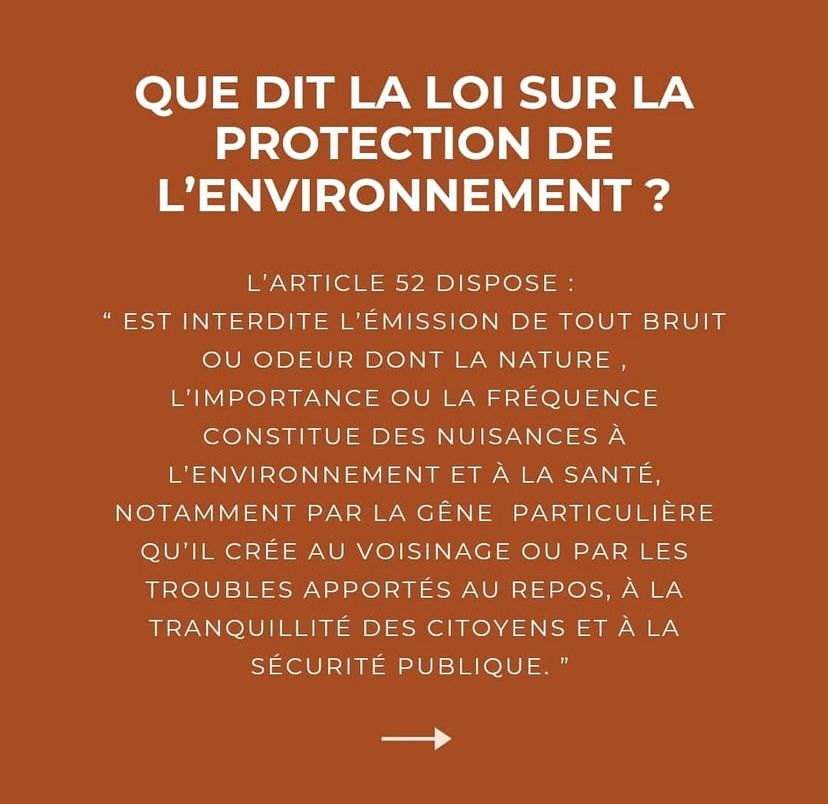 QUE DIT LA LOI SUR LA
PROTECTION DE
L’ENVIRONNEMENT ?
L’ARTICLE 52 DISPOSE :
“ EST INTERDITE L’ÉMISSION DE TOUT BRUIT
OU ODEUR DONT LA NATURE ,
L’IMPORTANCE OU LA FRÉQUENCE
CONSTITUE DES NUISANCES À
L’ENVIRONNEMENT ET À LA SANTÉ,
NOTAMMENT PAR LA GÊNE PARTICULIÈRE
QU’IL CRÉE AU VOISINAGE OU PAR LES
TROUBLES APPORTÉS AU REPOS, À LA
TRANQUILLITÉ DES CITOYENS ET À LA
SÉCURITÉ PUBLIQUE. ”